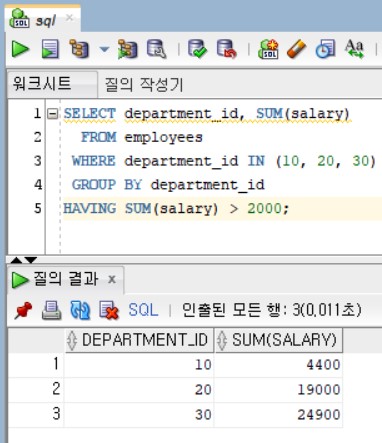 sql
SQL
워크시트 질의 작성기
1 SELECT department_id, SUM(salary)
2 FROM employees
3 WHERE department_id IN (10, 20, 30)
4 GROUP BY department_id
5 HAVING SUM(salary) > 2000;
질의 결과 x
SQL | 인출된 모든 행: 3(0,011초)
DEPARTMENT_ID SUM(SALARY)
1 10 4400
2 20 19000
3 30 24900